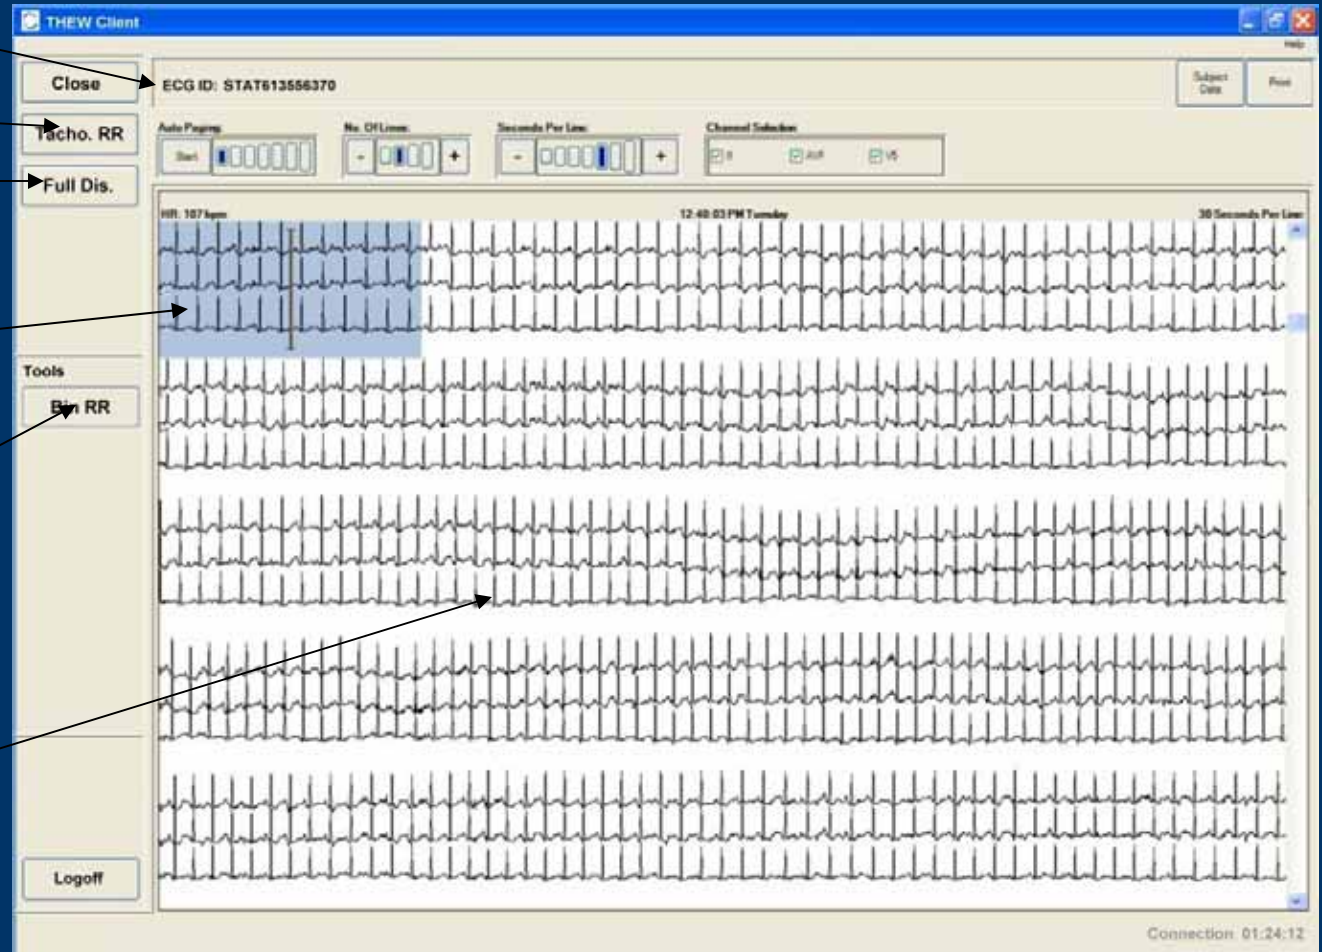 THEW Client
Help
Close
ECG ID: STAT613556370
Subject
Data
Print
Tacho. RR
Auto Paging:
No. Of Lines:
Seconds Per Line:
Channel Selection:
Start
-
+
-
+
II
AVF
V5
Full Dis.
HR: 107 bpm
12:48:03 PM Tuesday
30 Seconds Per Line
Tools
Bin RR
Logoff
Connection 01:24:12